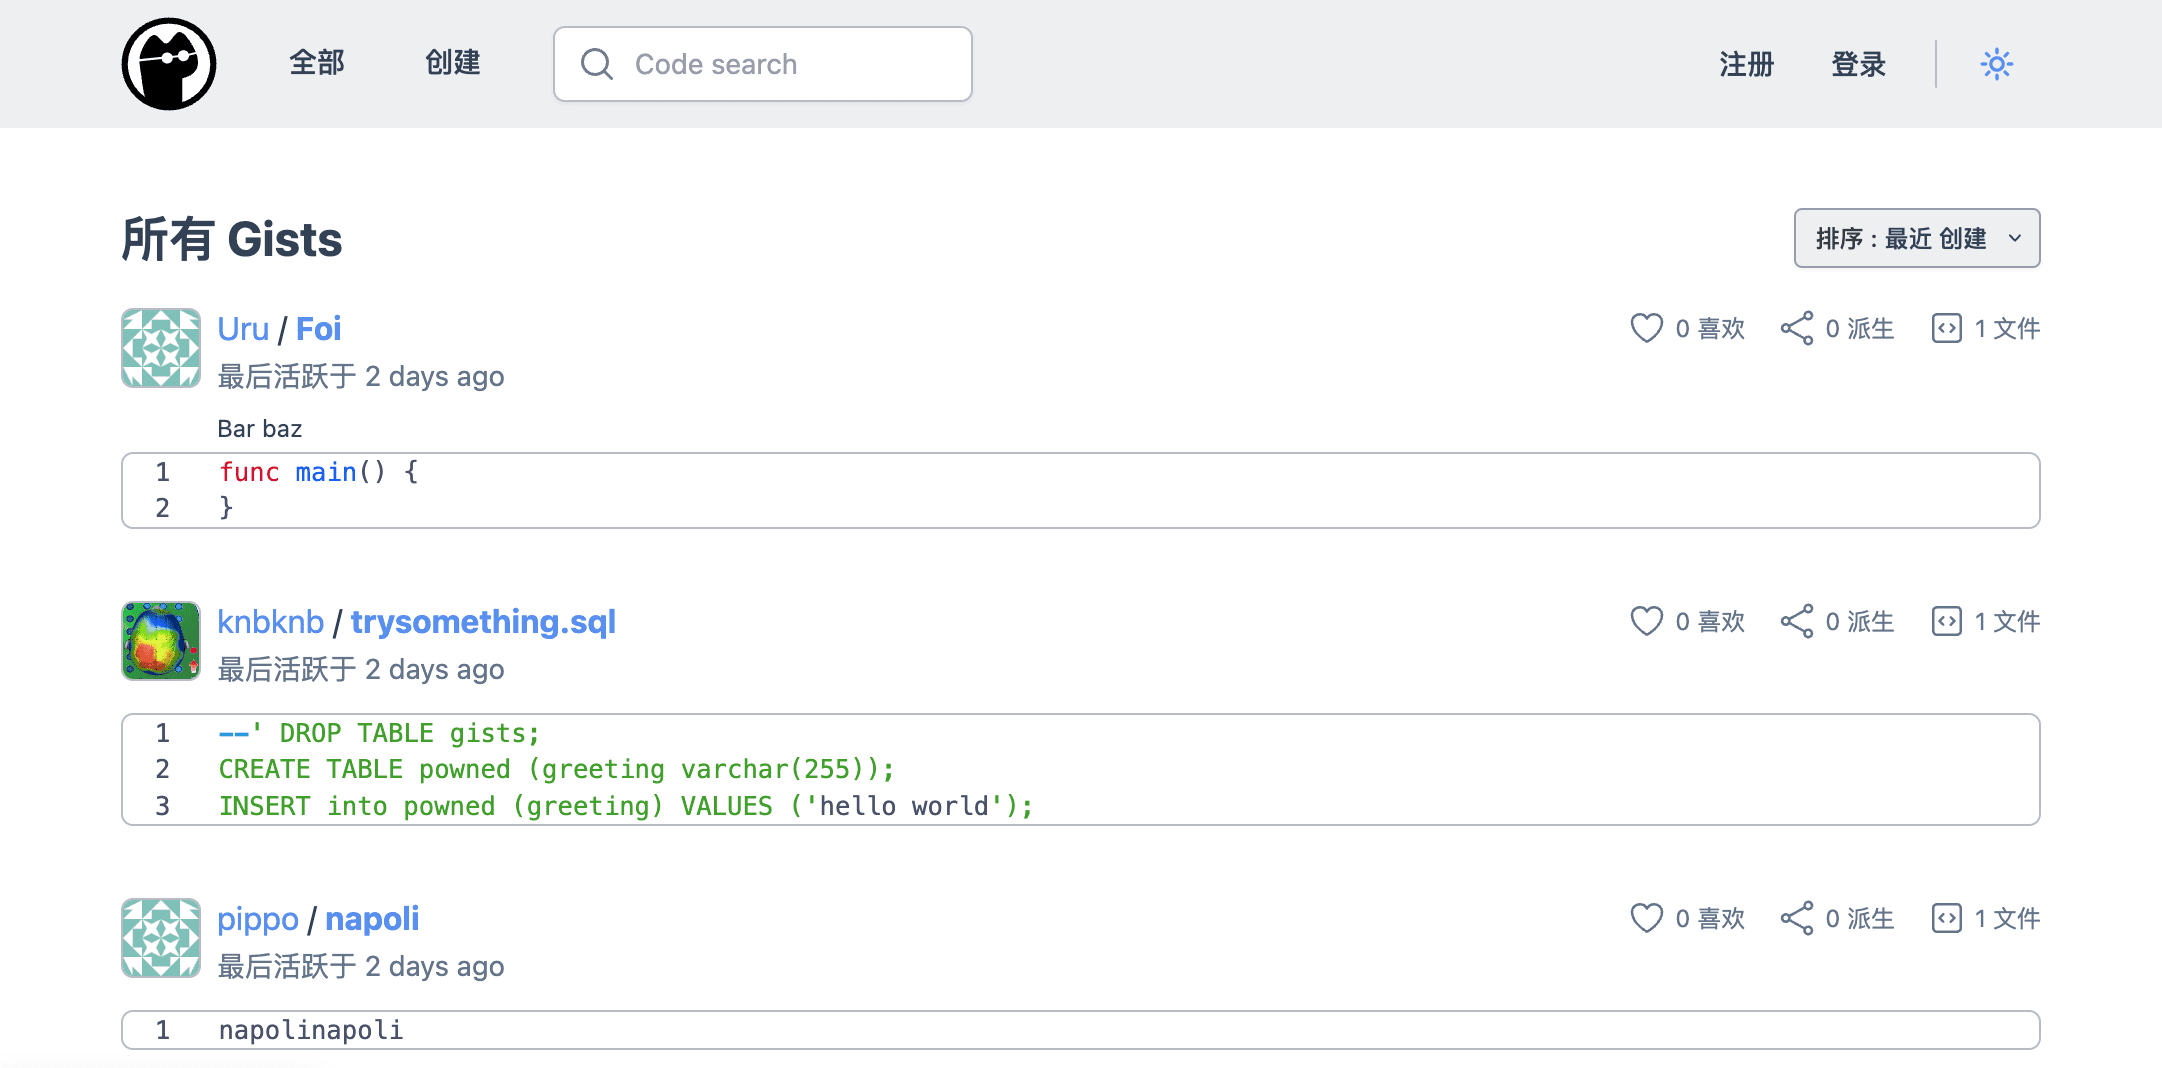 全部 创建 Code search 注册 登录
所有 Gists 排序 : 最近 创建
Uru / Foi 0 喜欢 0 派生 1 文件
最后活跃于 2 days ago
Bar baz
1 func main() {
2 }
knbknb / trysomething.sql 0 喜欢 0 派生 1 文件
最后活跃于 2 days ago
1 --' DROP TABLE gists;
2 CREATE TABLE powned (greeting varchar(255));
3 INSERT into powned (greeting) VALUES ('hello world');
pippo / napoli 0 喜欢 0 派生 1 文件
最后活跃于 2 days ago
1 napolinapoli